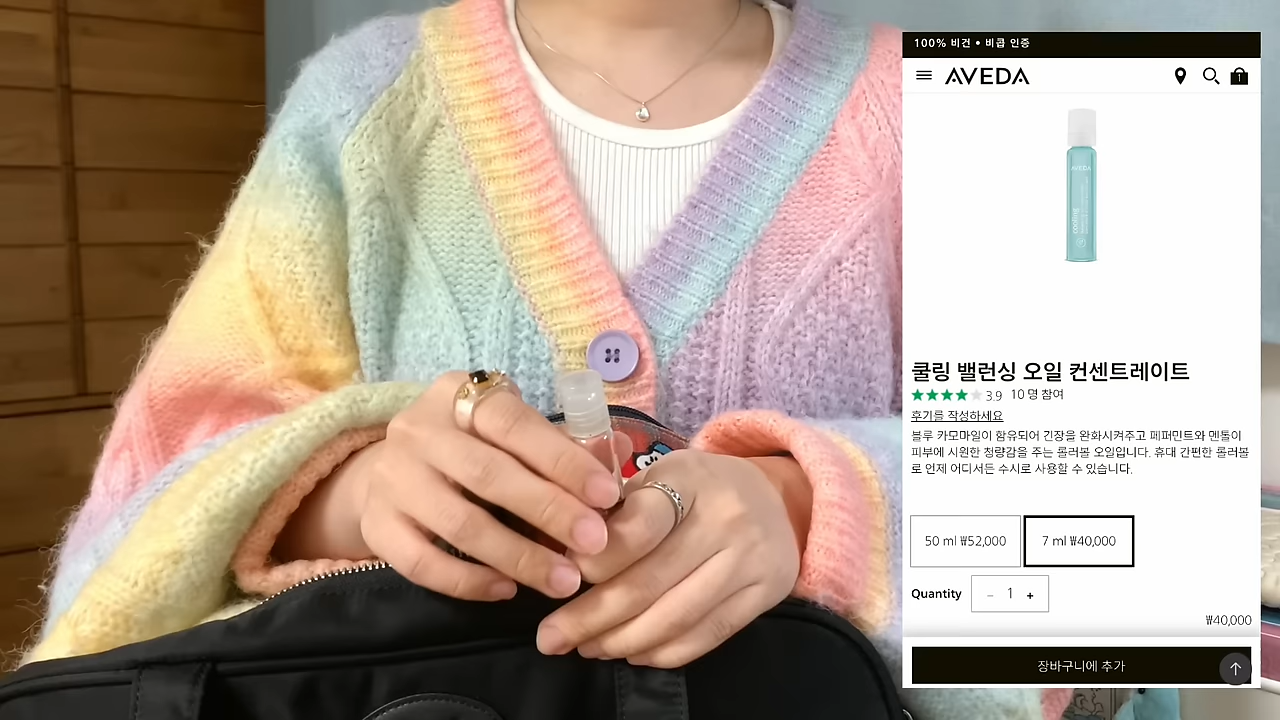 100% 비건 • 비콥 인증
AVEDA
1
AVEDA
cooling
쿨링 밸런싱 오일 컨센트레이트
3.9 10 명 참여
후기를 작성하세요
블루 카모마일이 함유되어 긴장을 완화시켜주고 페퍼민트와 멘톨이
피부에 시원한 청량감을 주는 롤러볼 오일입니다. 휴대 간편한 롤러볼
로 언제 어디서든 수시로 사용할 수 있습니다.
50 ml ₩52,000
7 ml ₩40,000
Quantity
− 1 +
₩40,000
장바구니에 추가